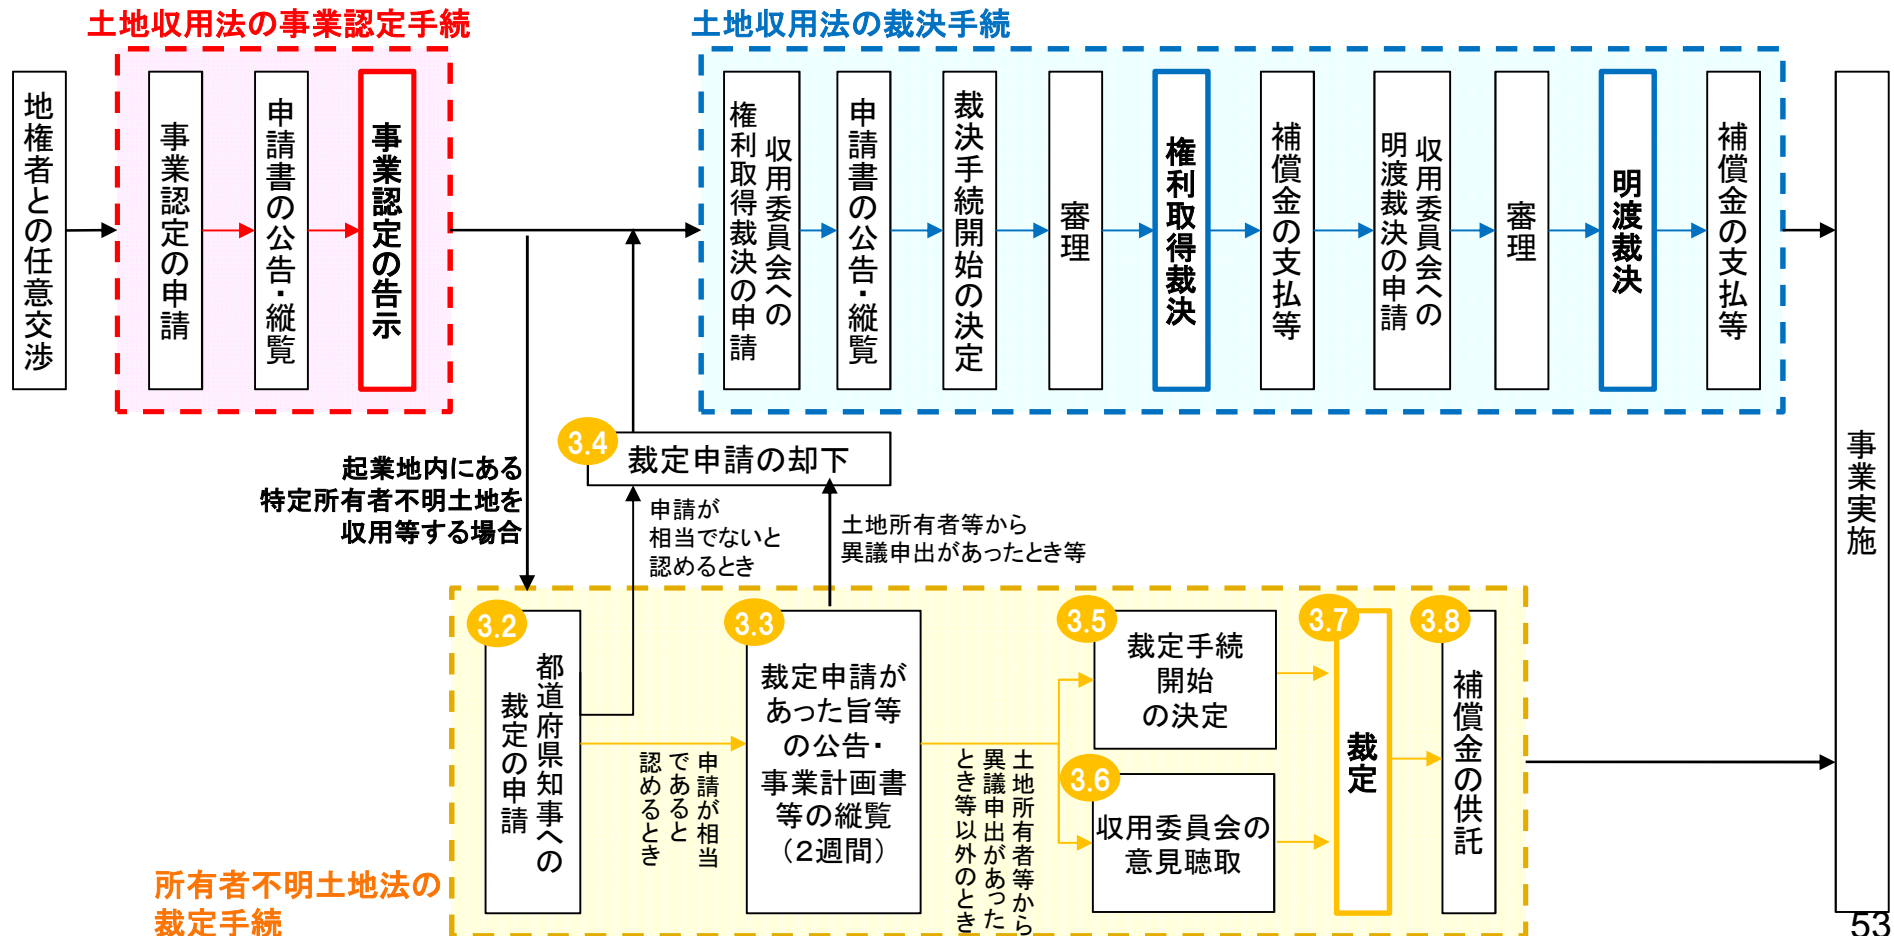 土地収用法の事業認定手続
土地収用法の裁決手続
地権者との任意交渉
事業認定の申請
申請書の公告・縦覧
事業認定の告示
収用委員会への
権利取得裁決の申請
申請書の公告・縦覧
裁決手続開始の決定
審理
権利取得裁決
補償金の支払等
収用委員会への
明渡裁決の申請
審理
明渡裁決
補償金の支払等
事業実施
3.4
裁定申請の却下
起業地内にある
特定所有者不明土地を
収用等する場合
申請が
相当でないと
認めるとき
土地所有者等から
異議申出があったとき等
3.2
都道府県知事への
裁定の申請
申請が相当
であると
認めるとき
3.3
裁定申請が
あった旨等
の公告・
事業計画書
等の縦覧
(2週間)
土地所有者等から
異議申出があった
とき等以外のとき
3.5
裁定手続
開始
の決定
3.6
収用委員会の
意見聴取
3.7
裁定
3.8
補償金の供託
所有者不明土地法の
裁定手続
53